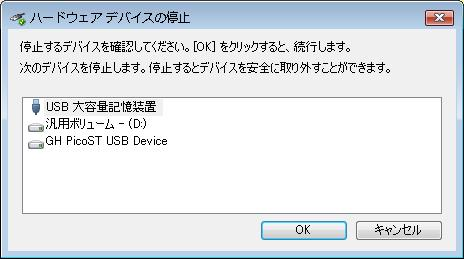 ハードウェア デバイスの停止
停止するデバイスを確認してください。[OK] をクリックすると、続行します。
次のデバイスを停止します。停止するとデバイスを安全に取り外すことができます。
USB 大容量記憶装置
汎用ボリューム - (D:)
GH PicoST USB Device
OK
キャンセル